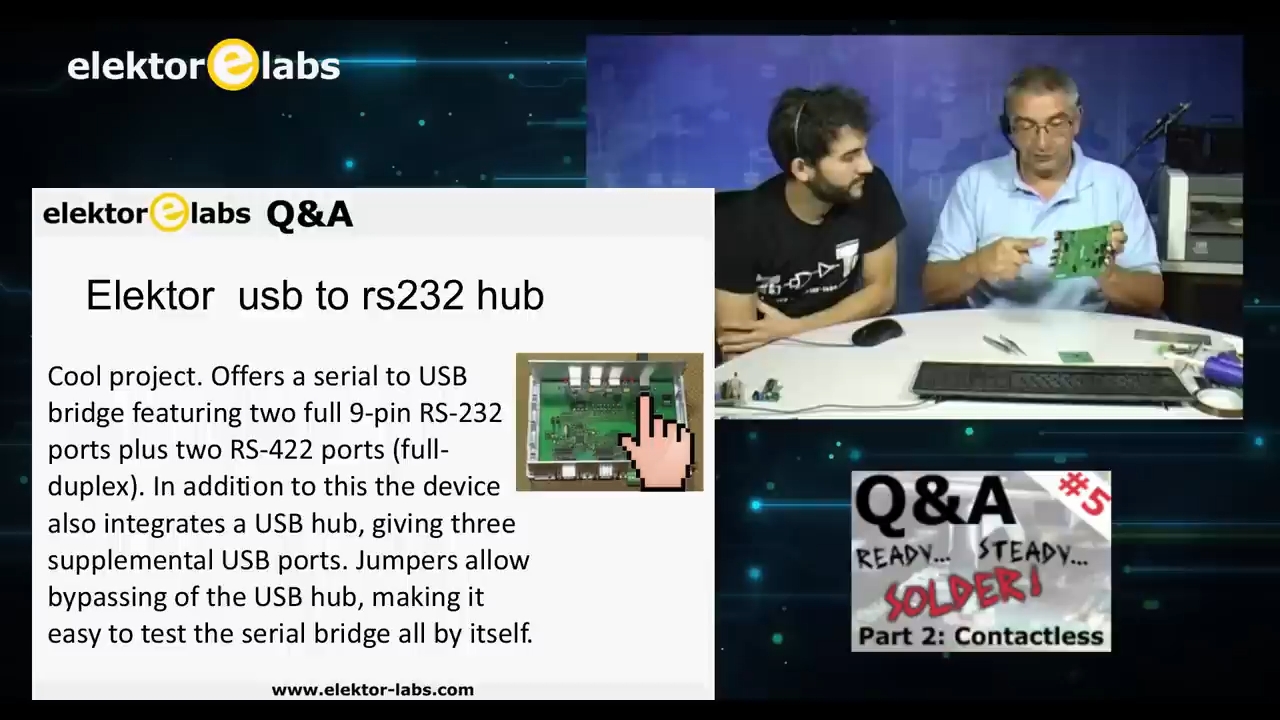 elektor e labs
elektor e labs Q&A
Elektor usb to rs232 hub
Cool project. Offers a serial to USB
bridge featuring two full 9-pin RS-232
ports plus two RS-422 ports (full-
duplex). In addition to this the device
also integrates a USB hub, giving three
supplemental USB ports. Jumpers allow
bypassing of the USB hub, making it
easy to test the serial bridge all by itself.
www.elektor-labs.com
Q&A
#5
READY... STEADY...
SOLDER!
Part 2: Contactless